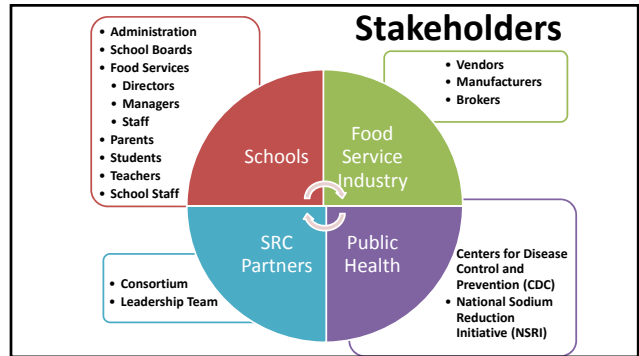 Stakeholders
• Administration
• School Boards
• Food Services
• Directors
• Managers
• Staff
• Parents
• Students
• Teachers
• School Staff
• Vendors
• Manufacturers
• Brokers
Schools
Food
Service
Industry
SRC
Partners
Public
Health
• Consortium
• Leadership Team
Centers for Disease
Control and
Prevention (CDC)
• National Sodium
Reduction
Initiative (NSRI)